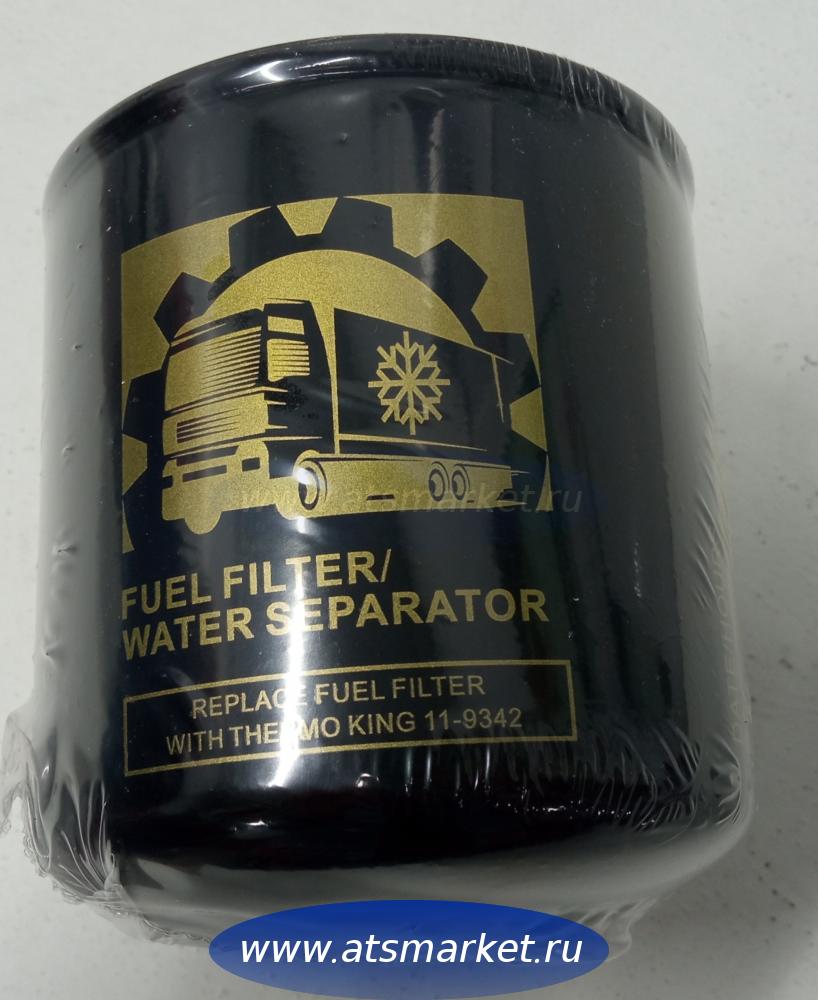 www.atsmarket.ru
FUEL FILTER/
WATER SEPARATOR
REPLACE FUEL FILTER
WITH THERMO KING 11-9342
www.atsmarket.ru